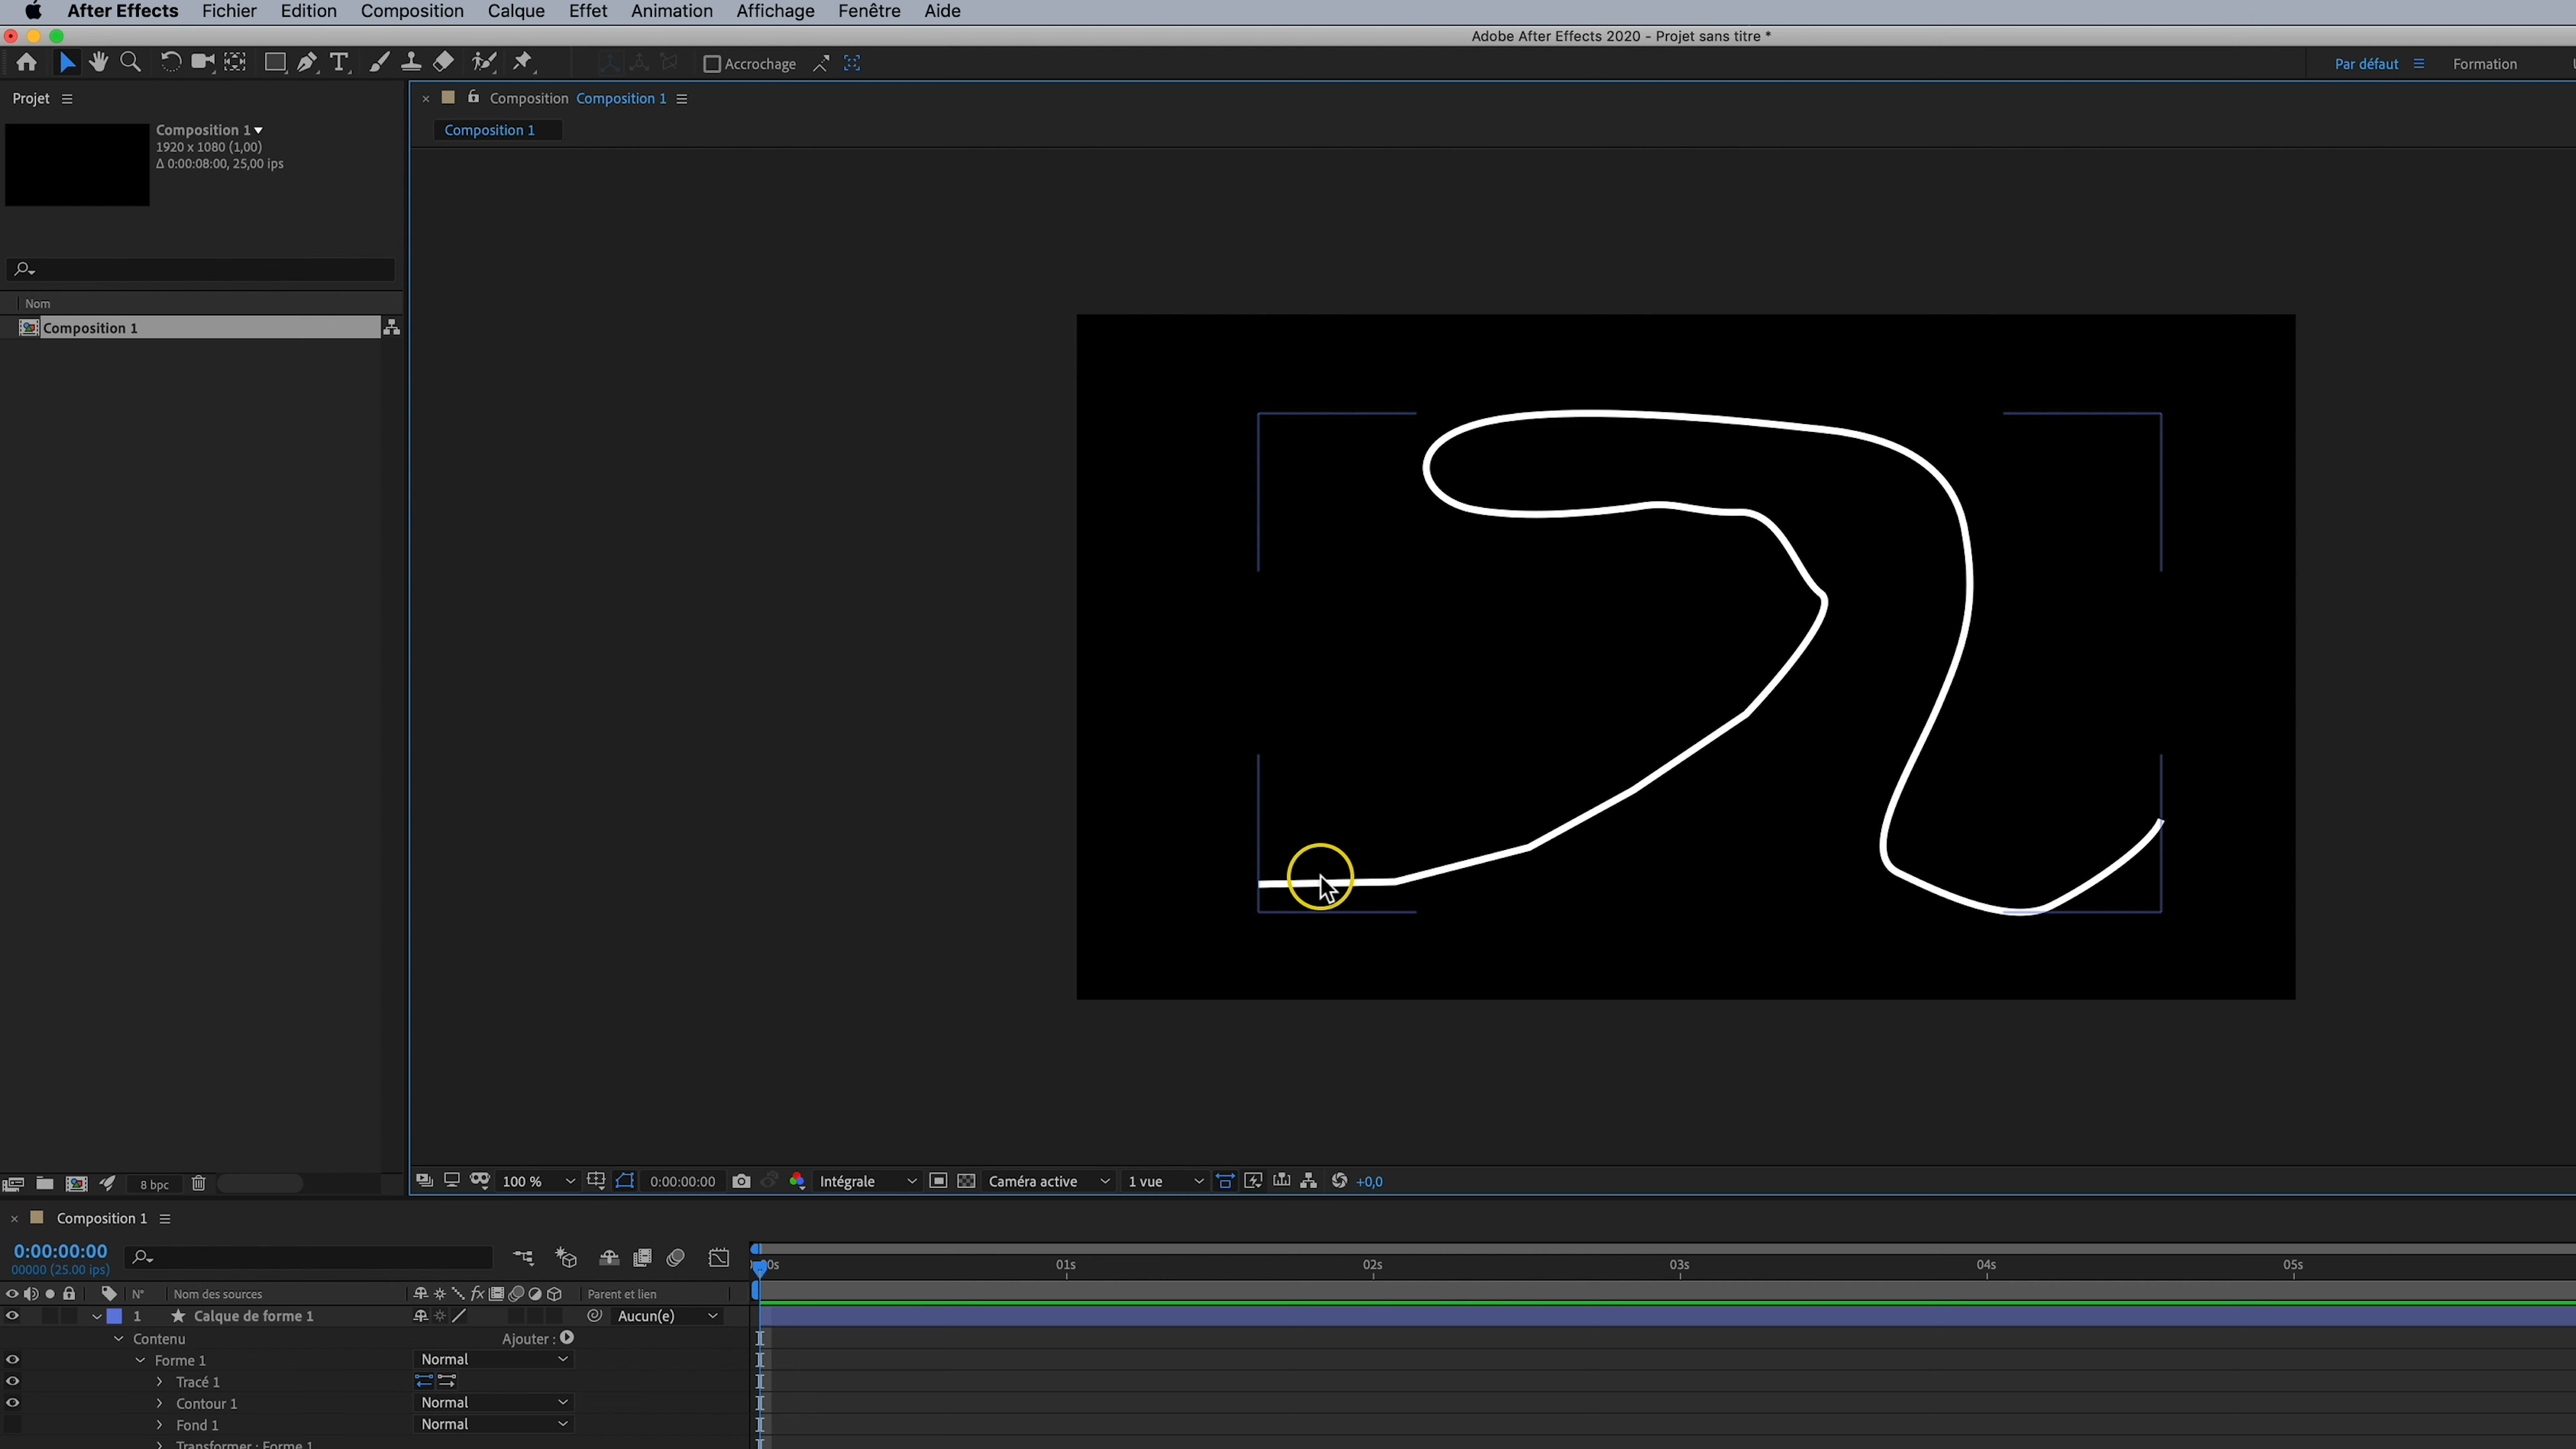 After Effects Fichier Edition Composition Calque Effet Animation Affichage Fenêtre Aide
Adobe After Effects 2020 - Projet sans titre *
Accrochage
Par défaut
Formation
Projet
Composition 1
1920 x 1080 (1,00)
Δ 0:00:08:00, 25,00 ips
Nom
Composition 1
Composition Composition 1
Composition 1
8 bpc
100 %
0:00:00:00
Intégrale
Caméra active
1 vue
+0,0
Composition 1
0:00:00:00
00000 (25.00 ips)
01s 02s 03s 04s 05s
N° Nom des sources
fx
Parent et lien
1 Calque de forme 1
Aucun(e)
Contenu
Ajouter :
Forme 1
Normal
Tracé 1
Contour 1
Normal
Fond 1
Normal
Transformer : Forme 1